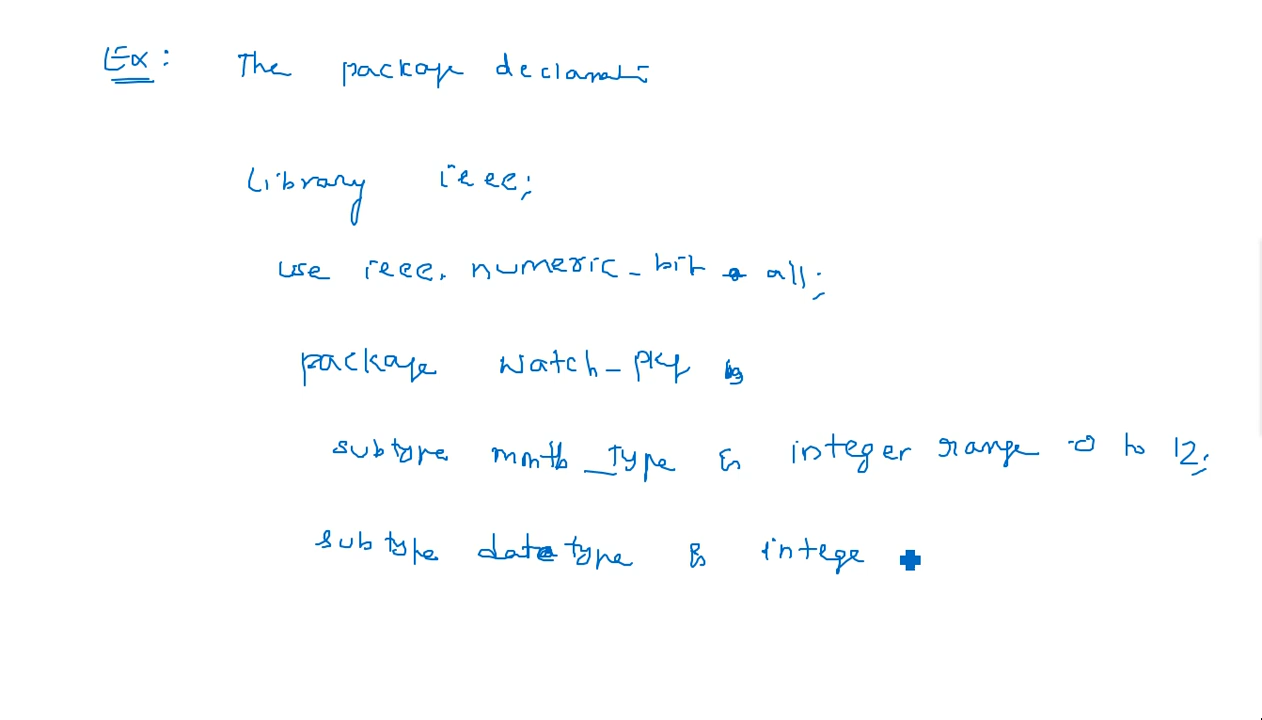 Ex: The package declarati
Library ieee;
use ieee. numeric_bit . all;
package watch_pkg is
subtype month_type is integer range 0 to 12;
subtype date type is intege